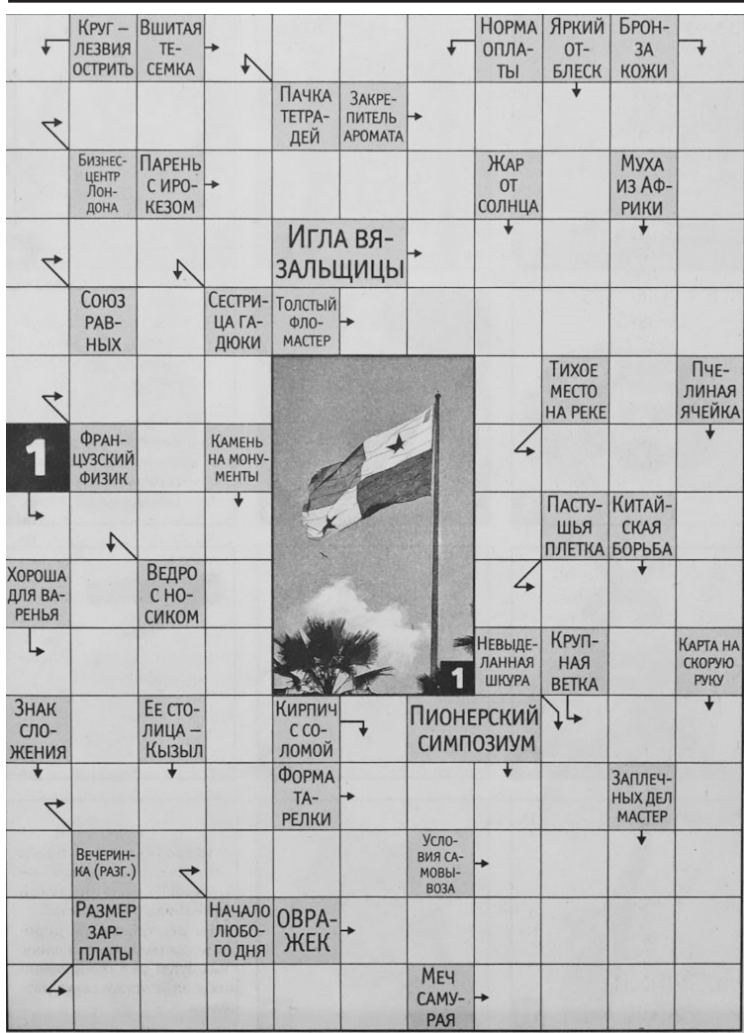 КРУГ –
ЛЕЗВИЯ
ОСТРИТЬ
ВШИТАЯ
ТЕ-
СЕМКА
НОРМА
ОПЛА-
ТЫ
ЯРКИЙ
ОТ-
БЛЕСК
БРОН-
ЗА
КОЖИ
ПАЧКА
ТЕТРА-
ДЕЙ
ЗАКРЕ-
ПИТЕЛЬ
АРОМАТА
БИЗНЕС-
ЦЕНТР
ЛОН-
ДОНА
ПАРЕНЬ
С ИРО-
КЕЗОМ
ЖАР
ОТ
СОЛНЦА
МУХА
ИЗ АФ-
РИКИ
ИГЛА ВЯ-
ЗАЛЬЩИЦЫ
СОЮЗ
РАВ-
НЫХ
СЕСТРИ-
ЦА ГА-
ДЮКИ
ТОЛСТЫЙ
ФЛО-
МАСТЕР
ТИХОЕ
МЕСТО
НА РЕКЕ
ПЧЕ-
ЛИНАЯ
ЯЧЕЙКА
1
ФРАН-
ЦУЗСКИЙ
ФИЗИК
КАМЕНЬ
НА МОНУ-
МЕНТЫ
ПАСТУ-
ШЬЯ
ПЛЕТКА
КИТАЙ-
СКАЯ
БОРЬБА
ХОРОША
ДЛЯ ВА-
РЕНЬЯ
ВЕДРО
С НО-
СИКОМ
1
НЕВЫДЕ-
ЛАННАЯ
ШКУРА
КРУП-
НАЯ
ВЕТКА
КАРТА НА
СКОРУЮ
РУКУ
ЗНАК
СЛО-
ЖЕНИЯ
ЕЕ СТО-
ЛИЦА –
КЫЗЫЛ
КИРПИЧ
С СО-
ЛОМОЙ
ПИОНЕРСКИЙ
СИМПОЗИУМ
ФОРМА
ТА-
РЕЛКИ
ЗАПЛЕЧ-
НЫХ ДЕЛ
МАСТЕР
ВЕЧЕРИН-
КА (РАЗГ.)
УСЛО-
ВИЯ СА-
МОВЫ-
ВОЗА
РАЗМЕР
ЗАР-
ПЛАТЫ
НАЧАЛО
ЛЮБО-
ГО ДНЯ
ОВРА-
ЖЕК
МЕЧ
САМУ-
РАЯ